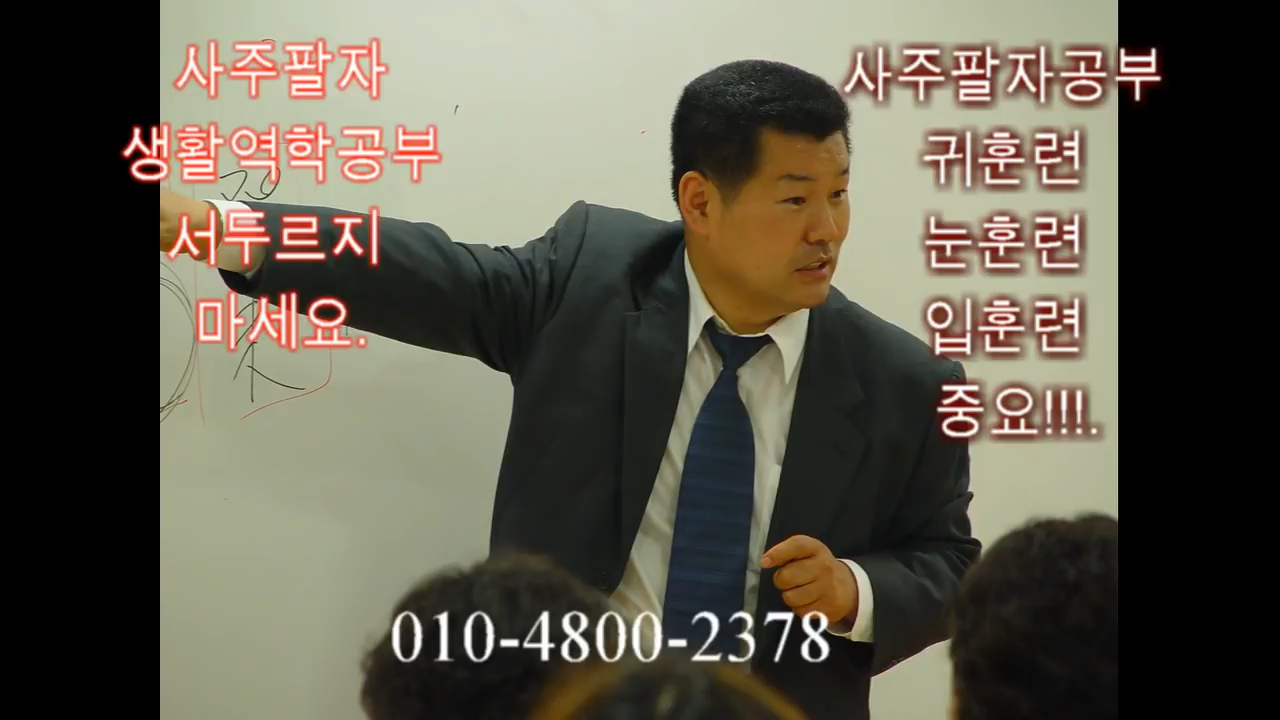 사주팔자
생활역학공부
서두르지
마세요.
사주팔자공부
귀훈련
눈훈련
입훈련
중요!!!.
010-4800-2378